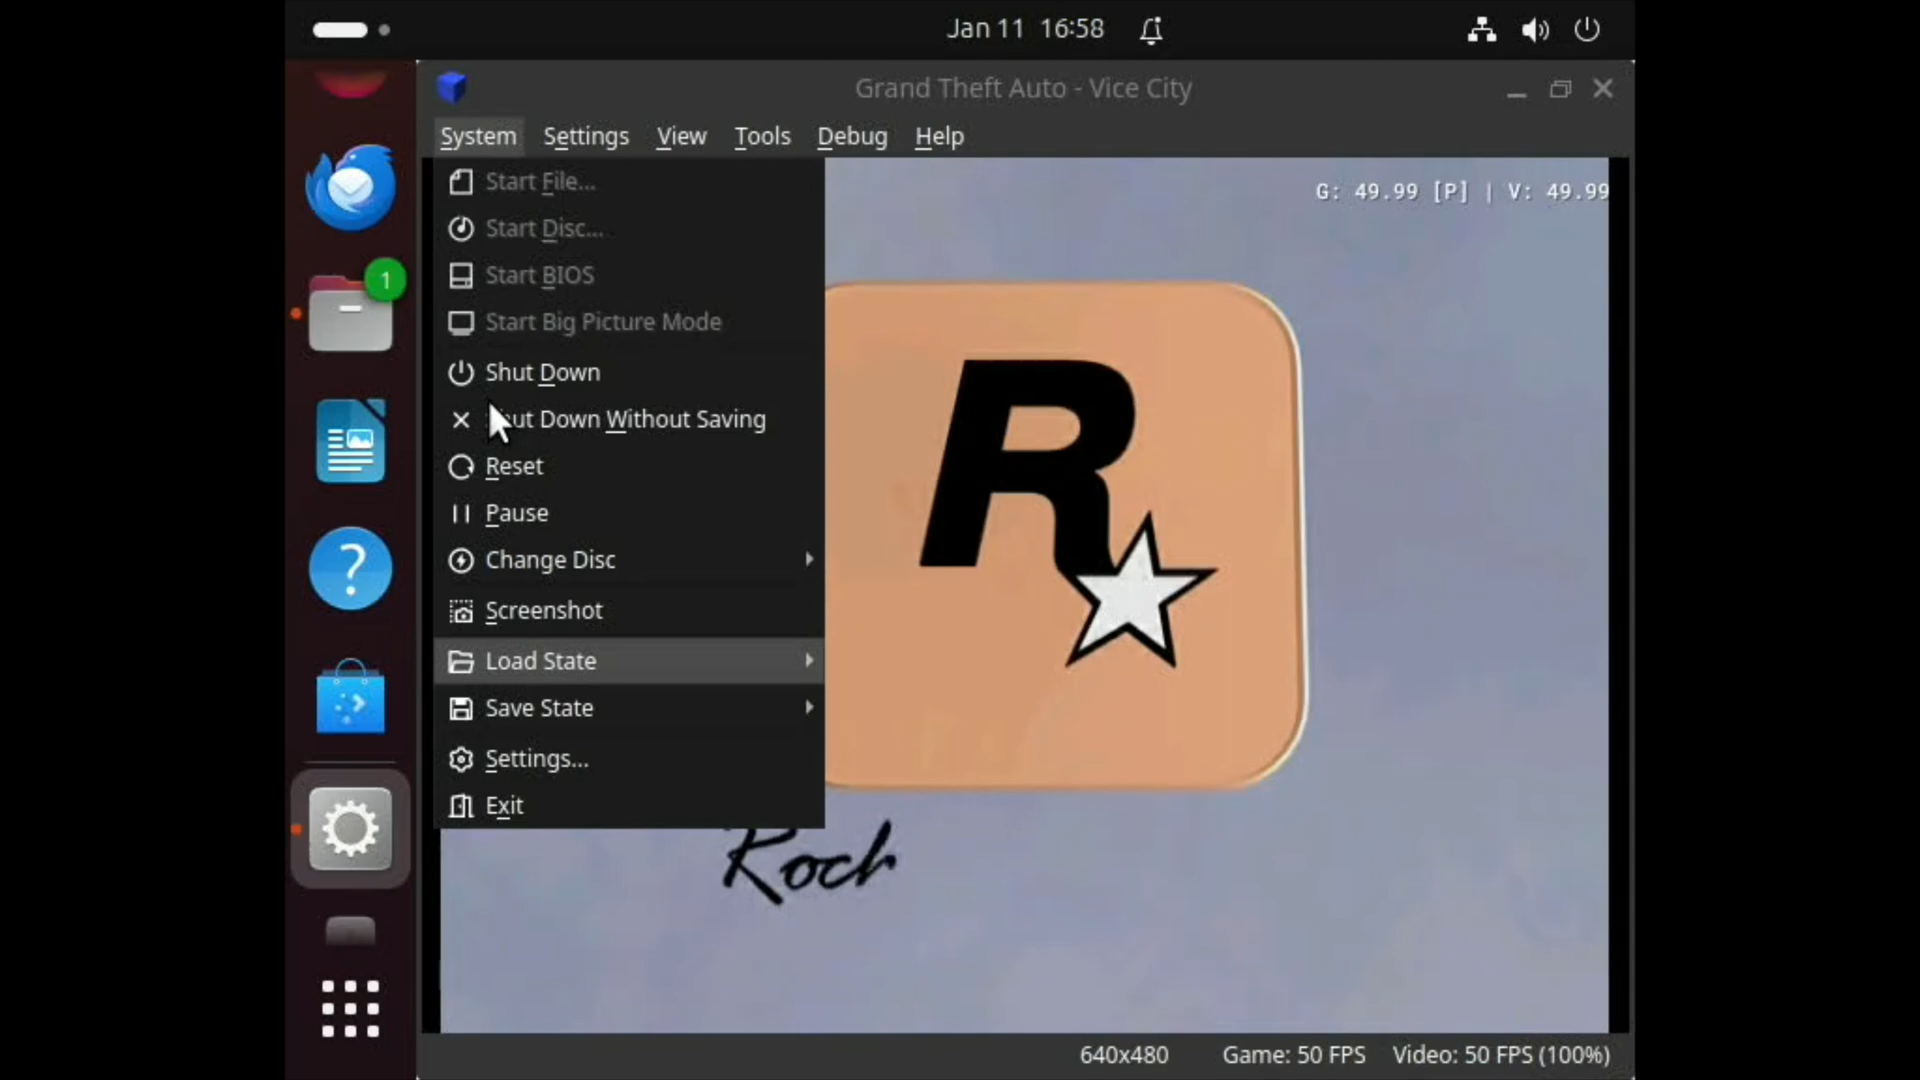 Jan 11 16:58
Grand Theft Auto - Vice City
System Settings View Tools Debug Help
G: 49.99 [P] | V: 49.99
1
Start File...
Start Disc...
Start BIOS
Start Big Picture Mode
Shut Down
Down Without Saving
Reset
Pause
Change Disc
Screenshot
Load State
Save State
Settings...
Exit
R
Rock
640x480 Game: 50 FPS Video: 50 FPS (100%)